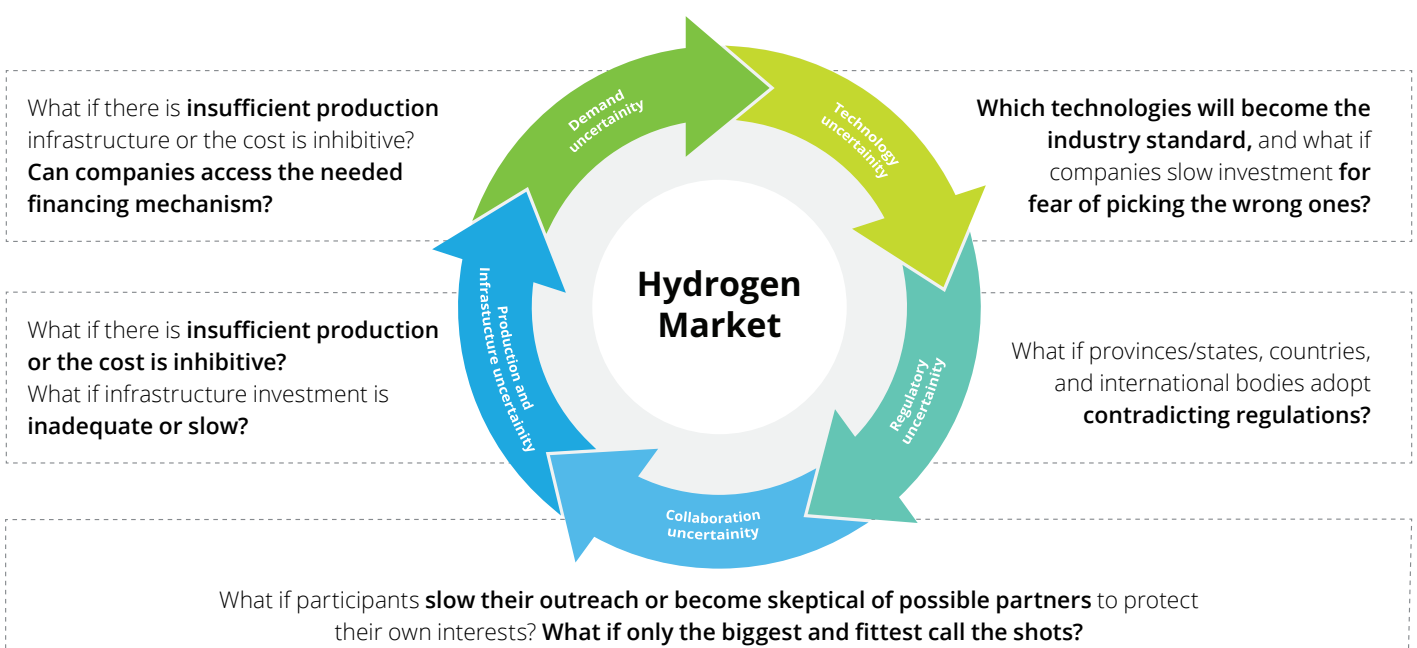 Demand
uncertainity
Technology
uncertainity
What if there is insufficient production
infrastructure or the cost is inhibitive?
Can companies access the needed
financing mechanism?
Which technologies will become the
industry standard, and what if
companies slow investment for
fear of picking the wrong ones?
Hydrogen
Market
Production and
Infrastucture uncertainity
What if there is insufficient production
or the cost is inhibitive?
What if infrastructure investment is
inadequate or slow?
Regulatory
uncertainity
What if provinces/states, countries,
and international bodies adopt
contradicting regulations?
Collaboration
uncertainity
What if participants slow their outreach or become skeptical of possible partners to protect
their own interests? What if only the biggest and fittest call the shots?